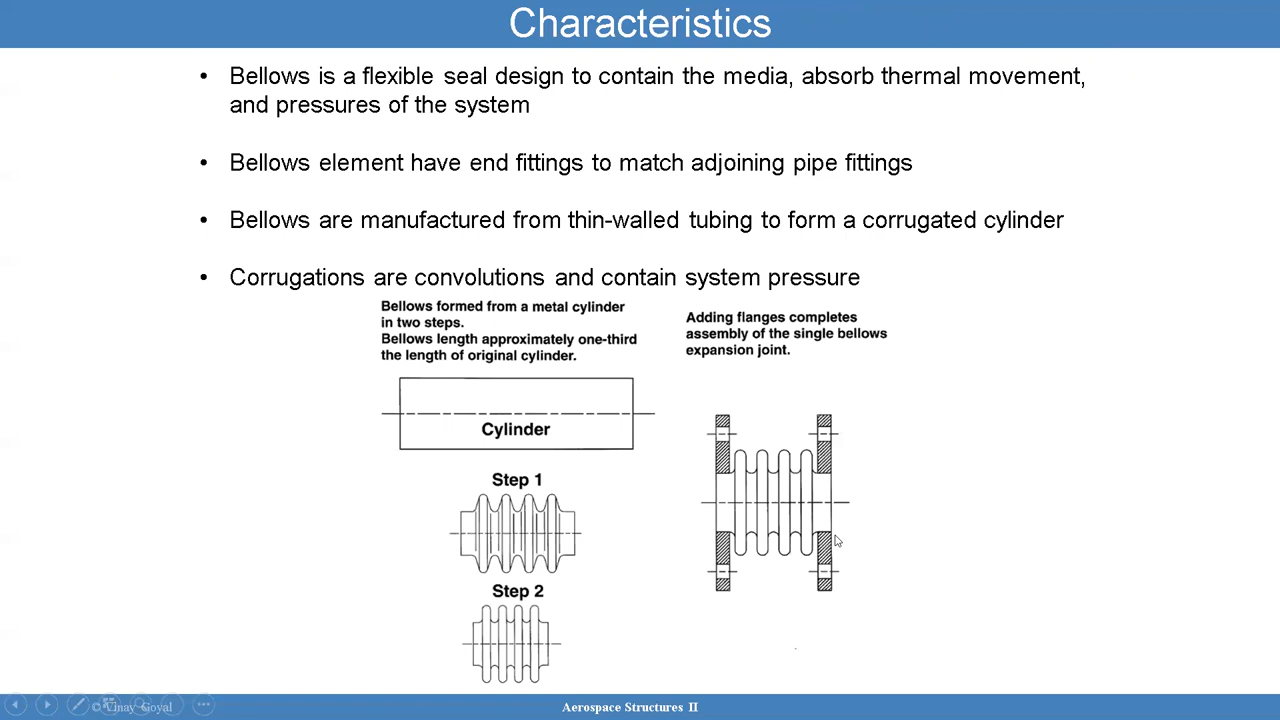 Characteristics
• Bellows is a flexible seal design to contain the media, absorb thermal movement,
and pressures of the system
• Bellows element have end fittings to match adjoining pipe fittings
• Bellows are manufactured from thin-walled tubing to form a corrugated cylinder
• Corrugations are convolutions and contain system pressure
Bellows formed from a metal cylinder
in two steps.
Bellows length approximately one-third
the length of original cylinder.
Adding flanges completes
assembly of the single bellows
expansion joint.
Cylinder
Step 1
Step 2
© Vinay Goyal
Aerospace Structures II